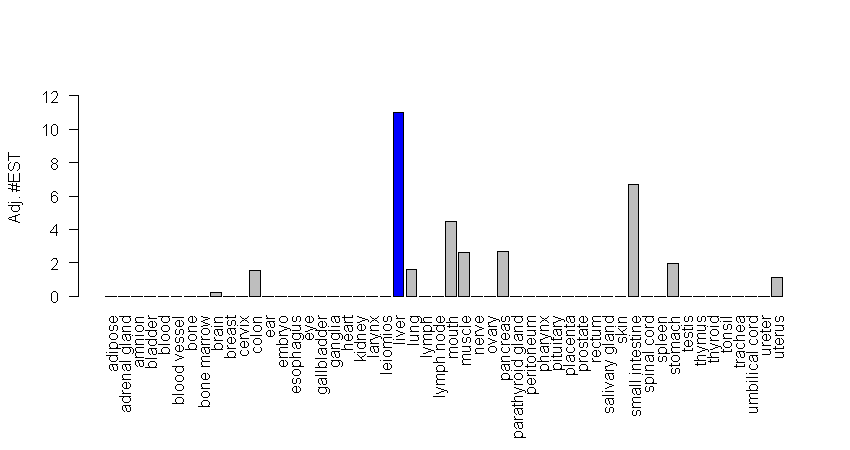 12
10
8
6
4
2
0
Adj. #EST
adipose
adrenal gland
amnion
bladder
blood
blood vessel
bone
bone marrow
brain
breast
cervix
colon
ear
embryo
esophagus
eye
gallbladder
ganglia
heart
kidney
larynx
leiomios
liver
lung
lymph
lymph node
mouth
muscle
nerve
ovary
pancreas
parathyroid gland
peritoneum
pharynx
pituitary
placenta
prostate
rectum
salivary gland
skin
small intestine
spinal cord
spleen
stomach
testis
thymus
thyroid
tonsil
trachea
umbilical cord
ureter
uterus